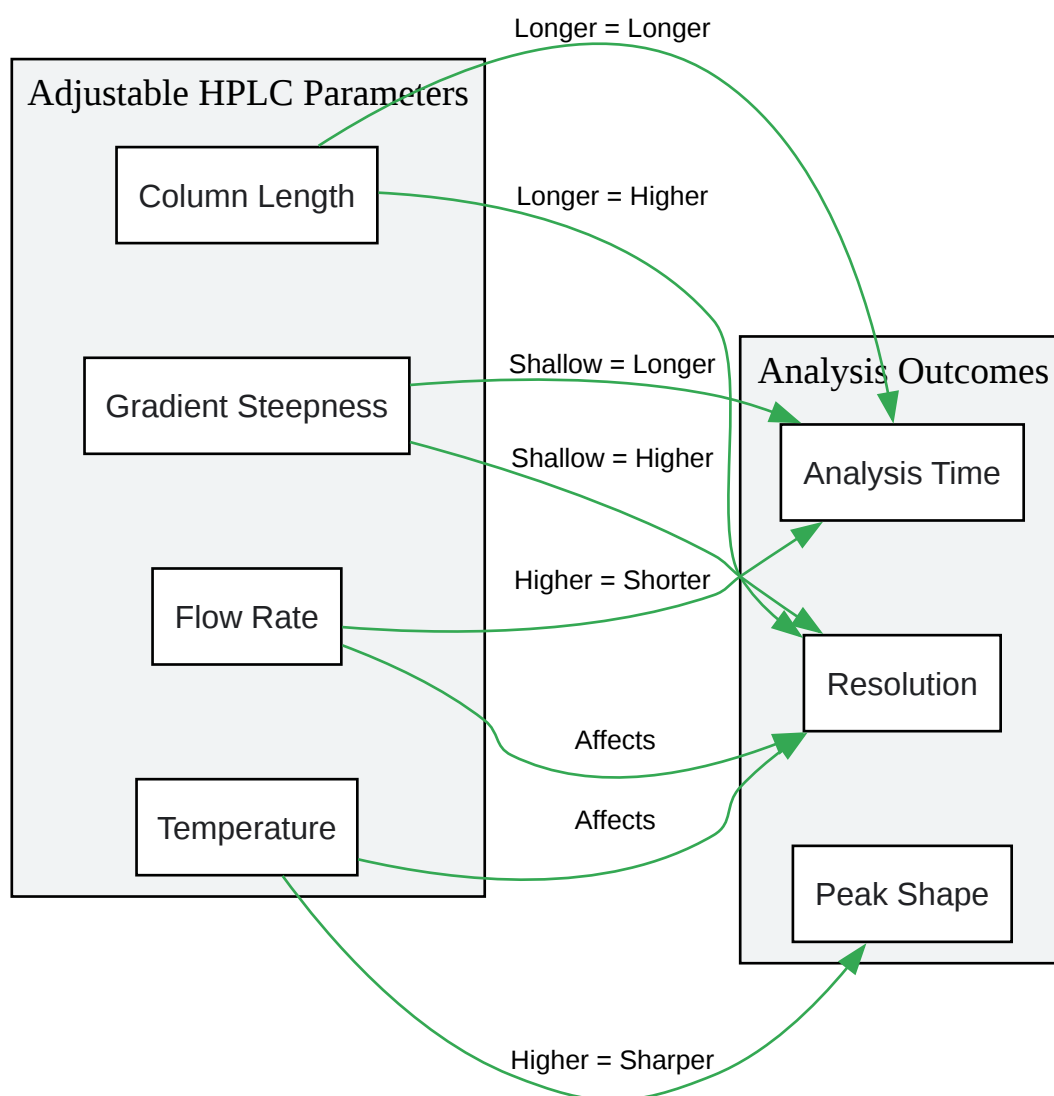 Longer = Longer
Adjustable HPLC Parameters
Column Length
Longer = Higher
Shallow = Longer
Analysis Outcomes
Gradient Steepness
Shallow = Higher
Analysis Time
Higher = Shorter
Flow Rate
Resolution
Affects
Temperature
Affects
Peak Shape
Higher = Sharper